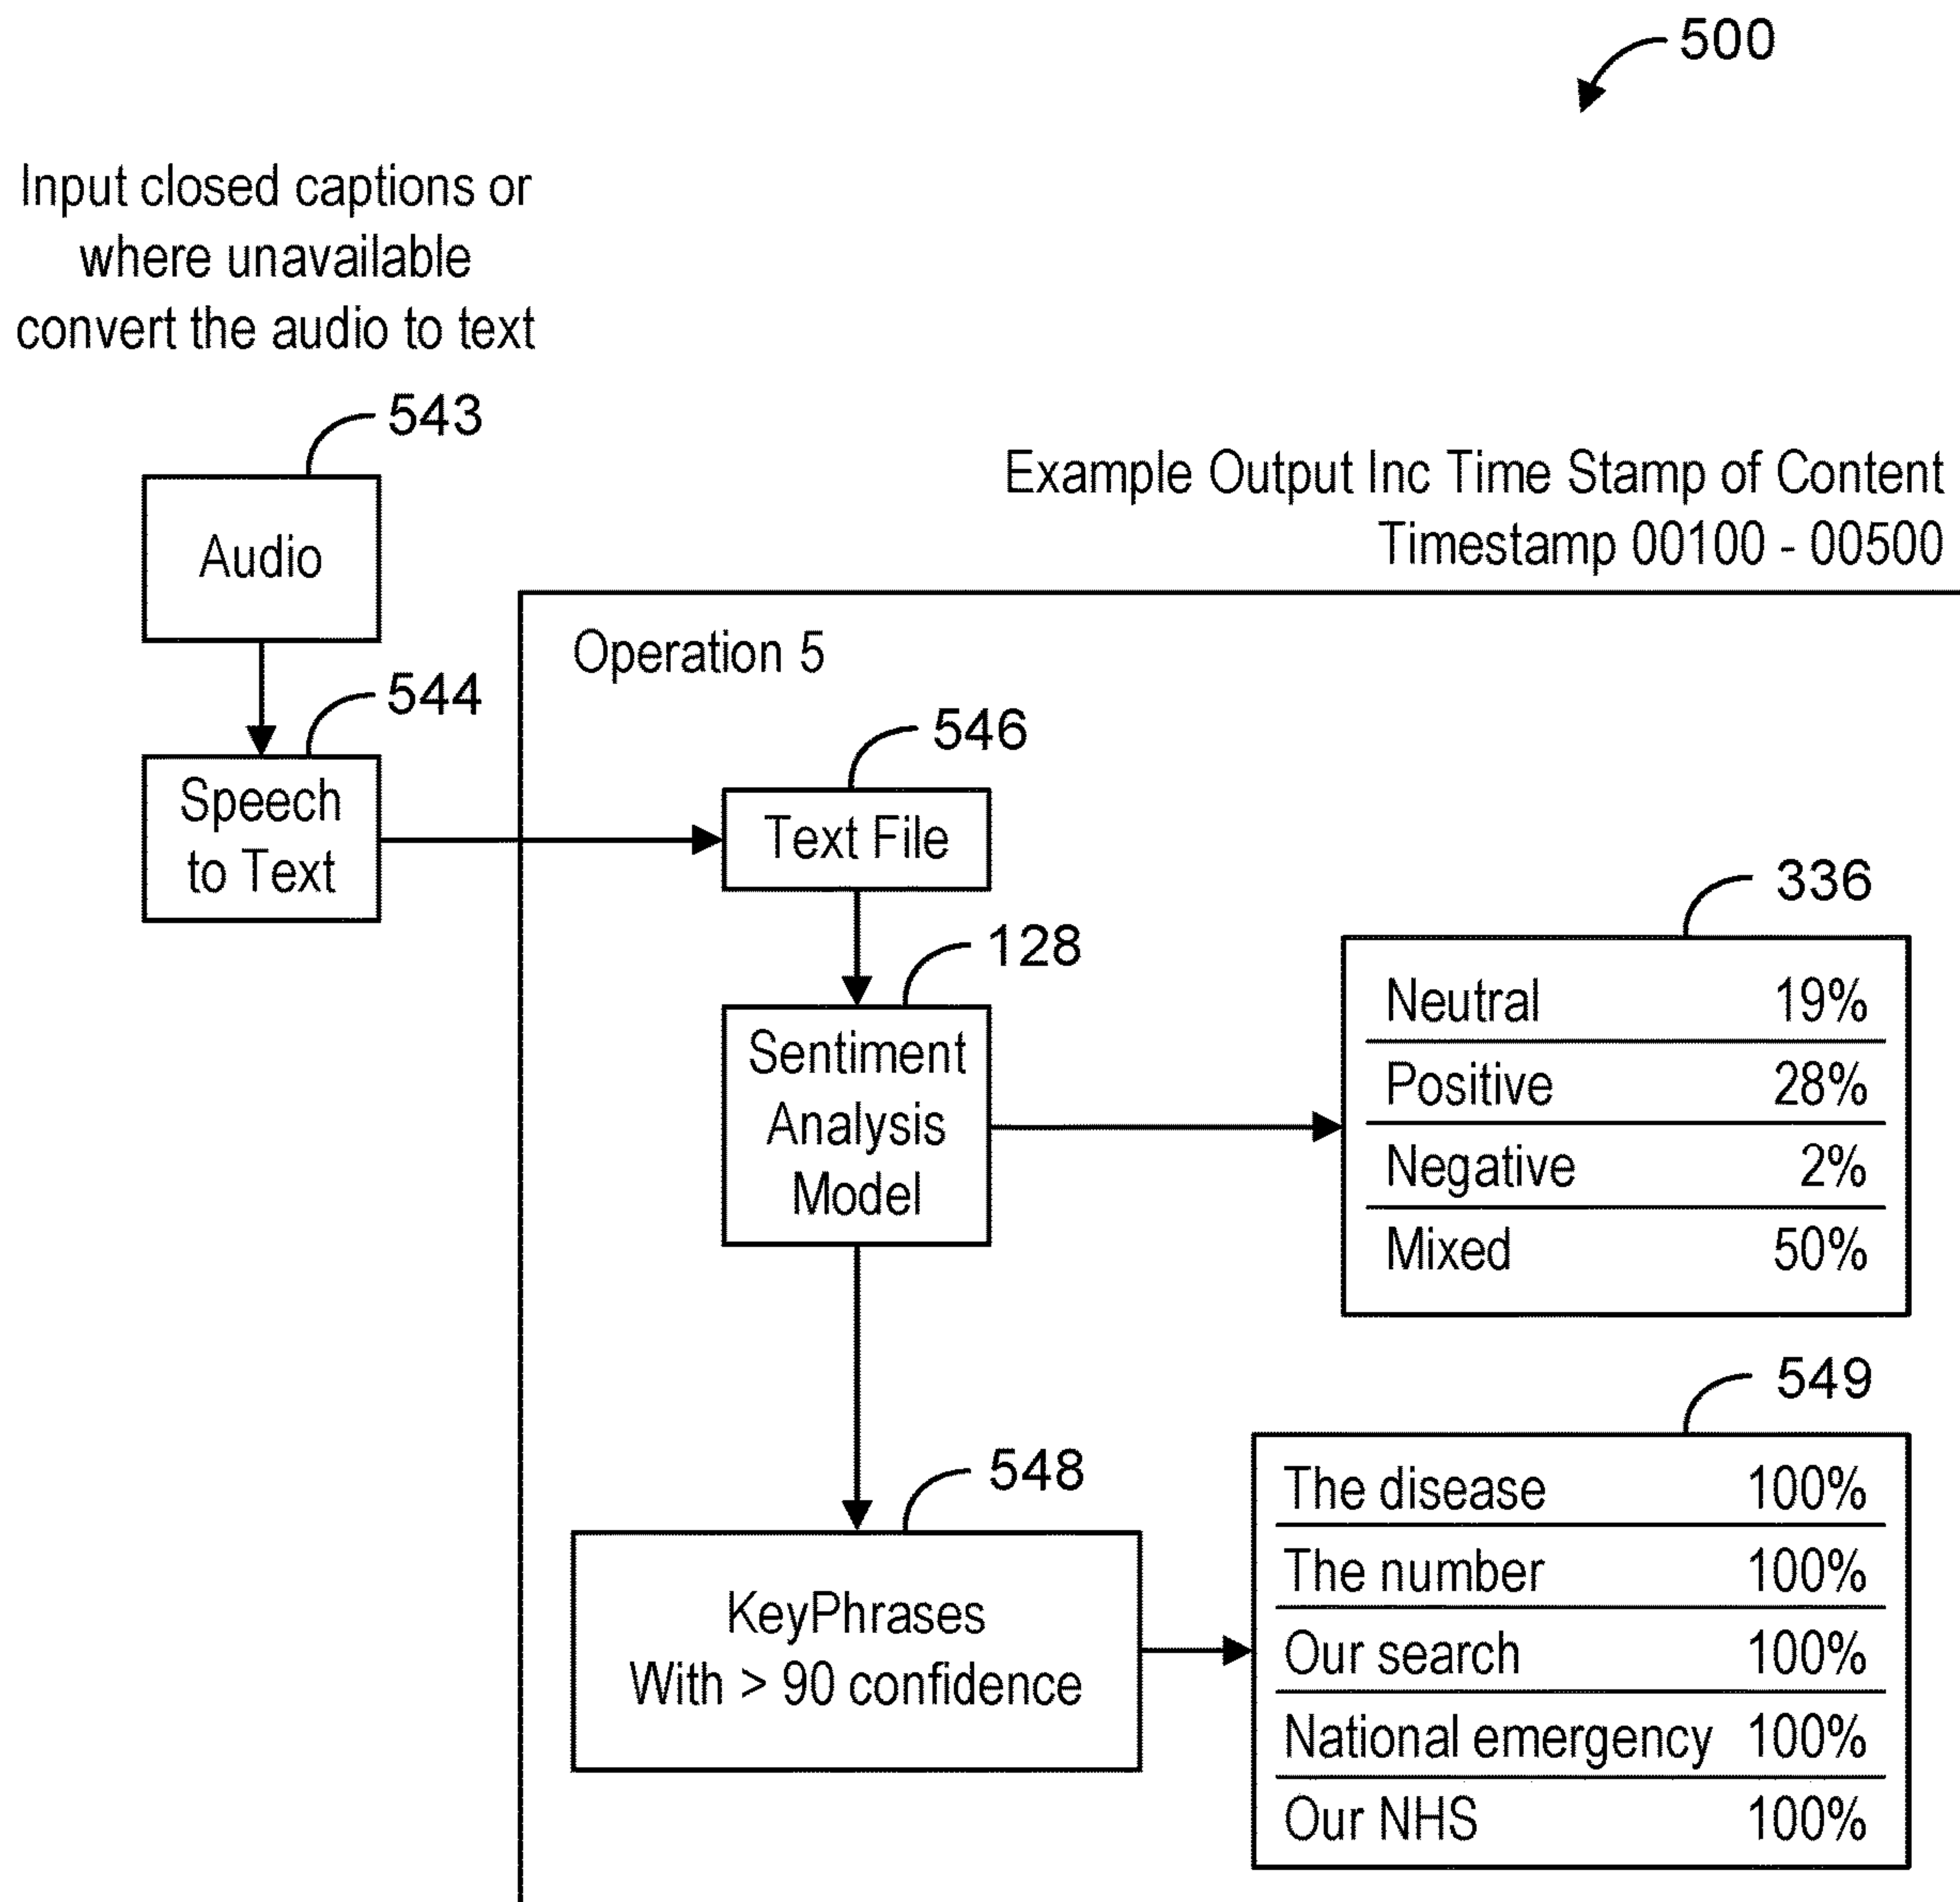 500
Input closed captions or
where unavailable
convert the audio to text
543
Audio
Example Output Inc Time Stamp of Content
Timestamp 00100 - 00500
Operation 5
544
Speech
to Text
546
Text File
128
Sentiment
Analysis
Model
336
Neutral 19%
Positive 28%
Negative 2%
Mixed 50%
548
KeyPhrases
With > 90 confidence
549
The disease 100%
The number 100%
Our search 100%
National emergency 100%
Our NHS 100%